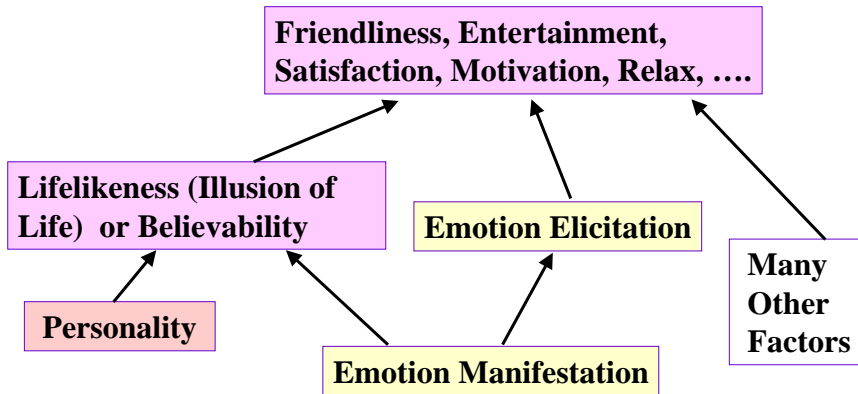 Friendliness, Entertainment,
Satisfaction, Motivation, Relax, ….
Lifelikeness (Illusion of
Life) or Believability
Emotion Elicitation
Many
Other
Factors
Personality
Emotion Manifestation